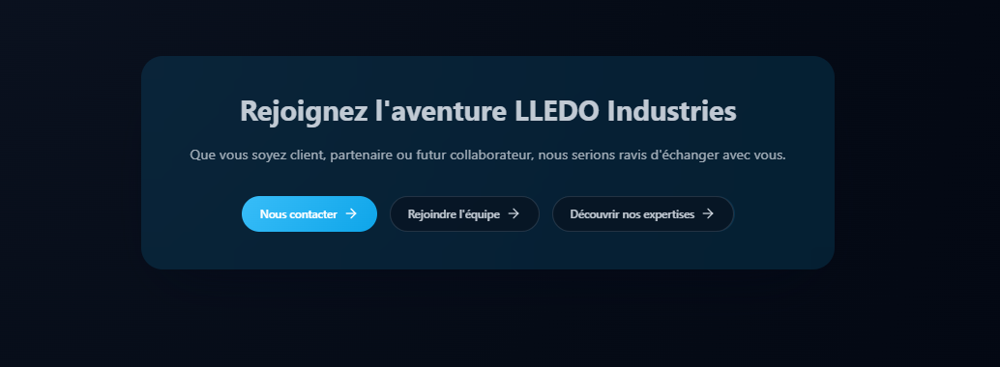 Rejoignez l'aventure LLEDO Industries
Que vous soyez client, partenaire ou futur collaborateur, nous serions ravis d'échanger avec vous.
Nous contacter →
Rejoindre l'équipe →
Découvrir nos expertises →